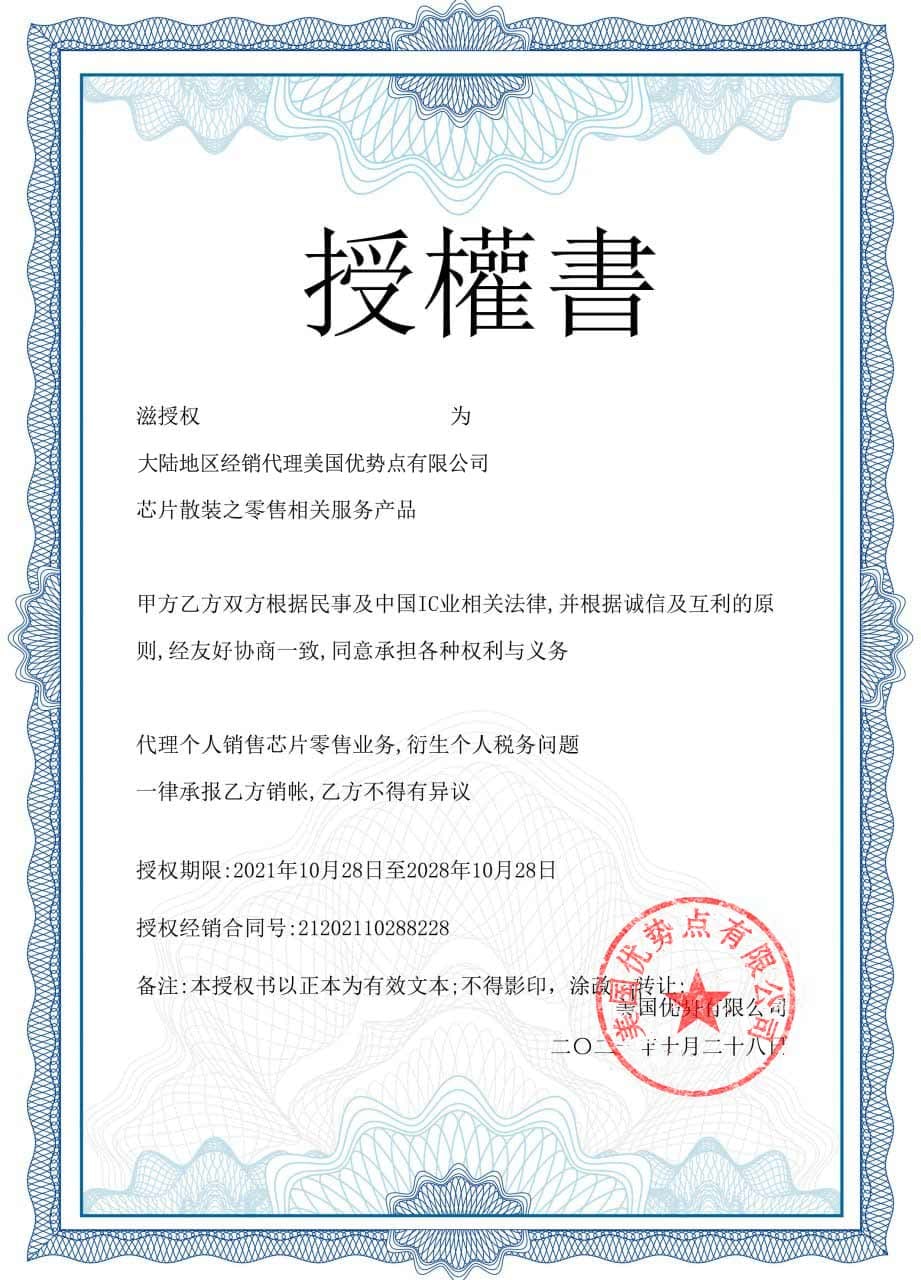 授權書
滋授权 为
大陆地区经销代理美国优势点有限公司
芯片散装之零售相关服务产品
甲方乙方双方根据民事及中国IC业相关法律,并根据诚信及互利的原
则,经友好协商一致,同意承担各种权利与义务
代理个人销售芯片零售业务,衍生个人税务问题
一律承报乙方销帐,乙方不得有异议
授权期限:2021年10月28日至2028年10月28日
授权经销合同号:21202110288228
备注:本授权书以正本为有效文本;不得影印，涂改、转让;
美国优势点有限公司
美国优势有限公司
二〇二 年十月二十八日